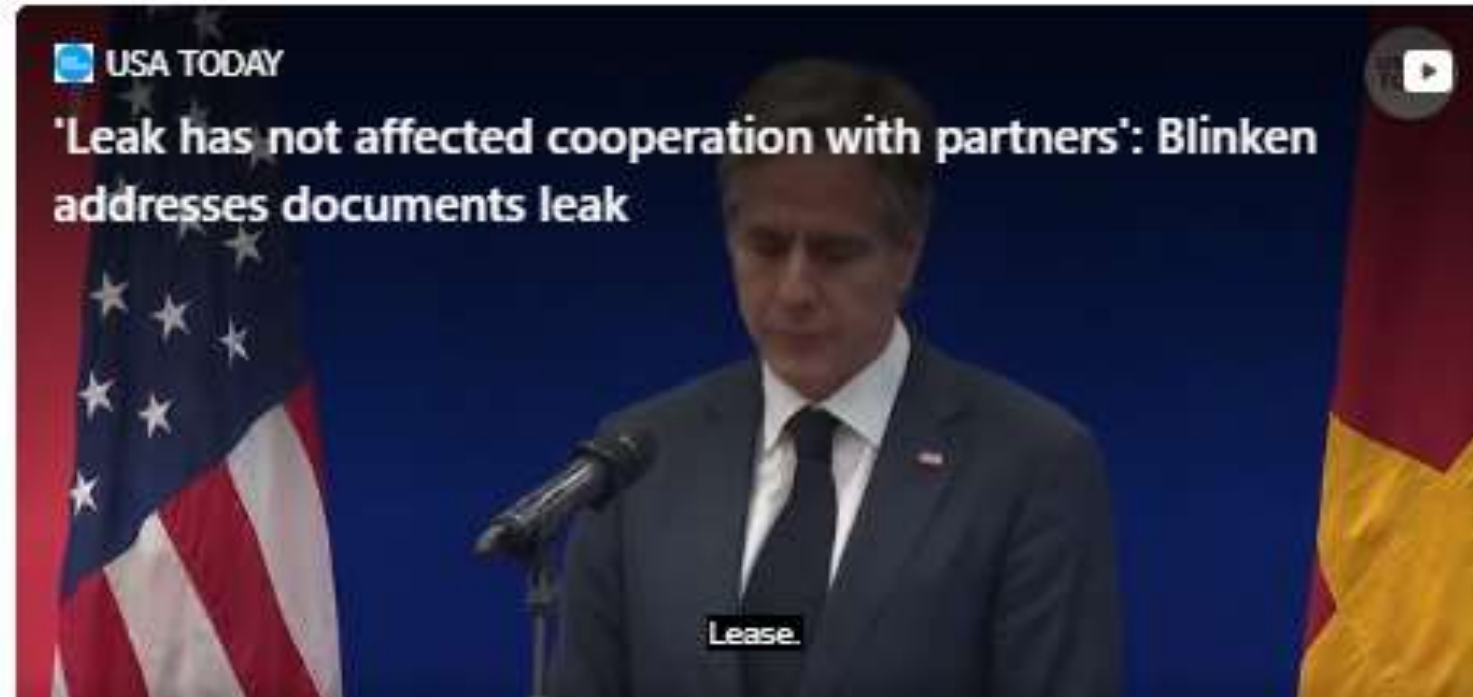 USA TODAY
'Leak has not affected cooperation with partners': Blinken
addresses documents leak
Lease.